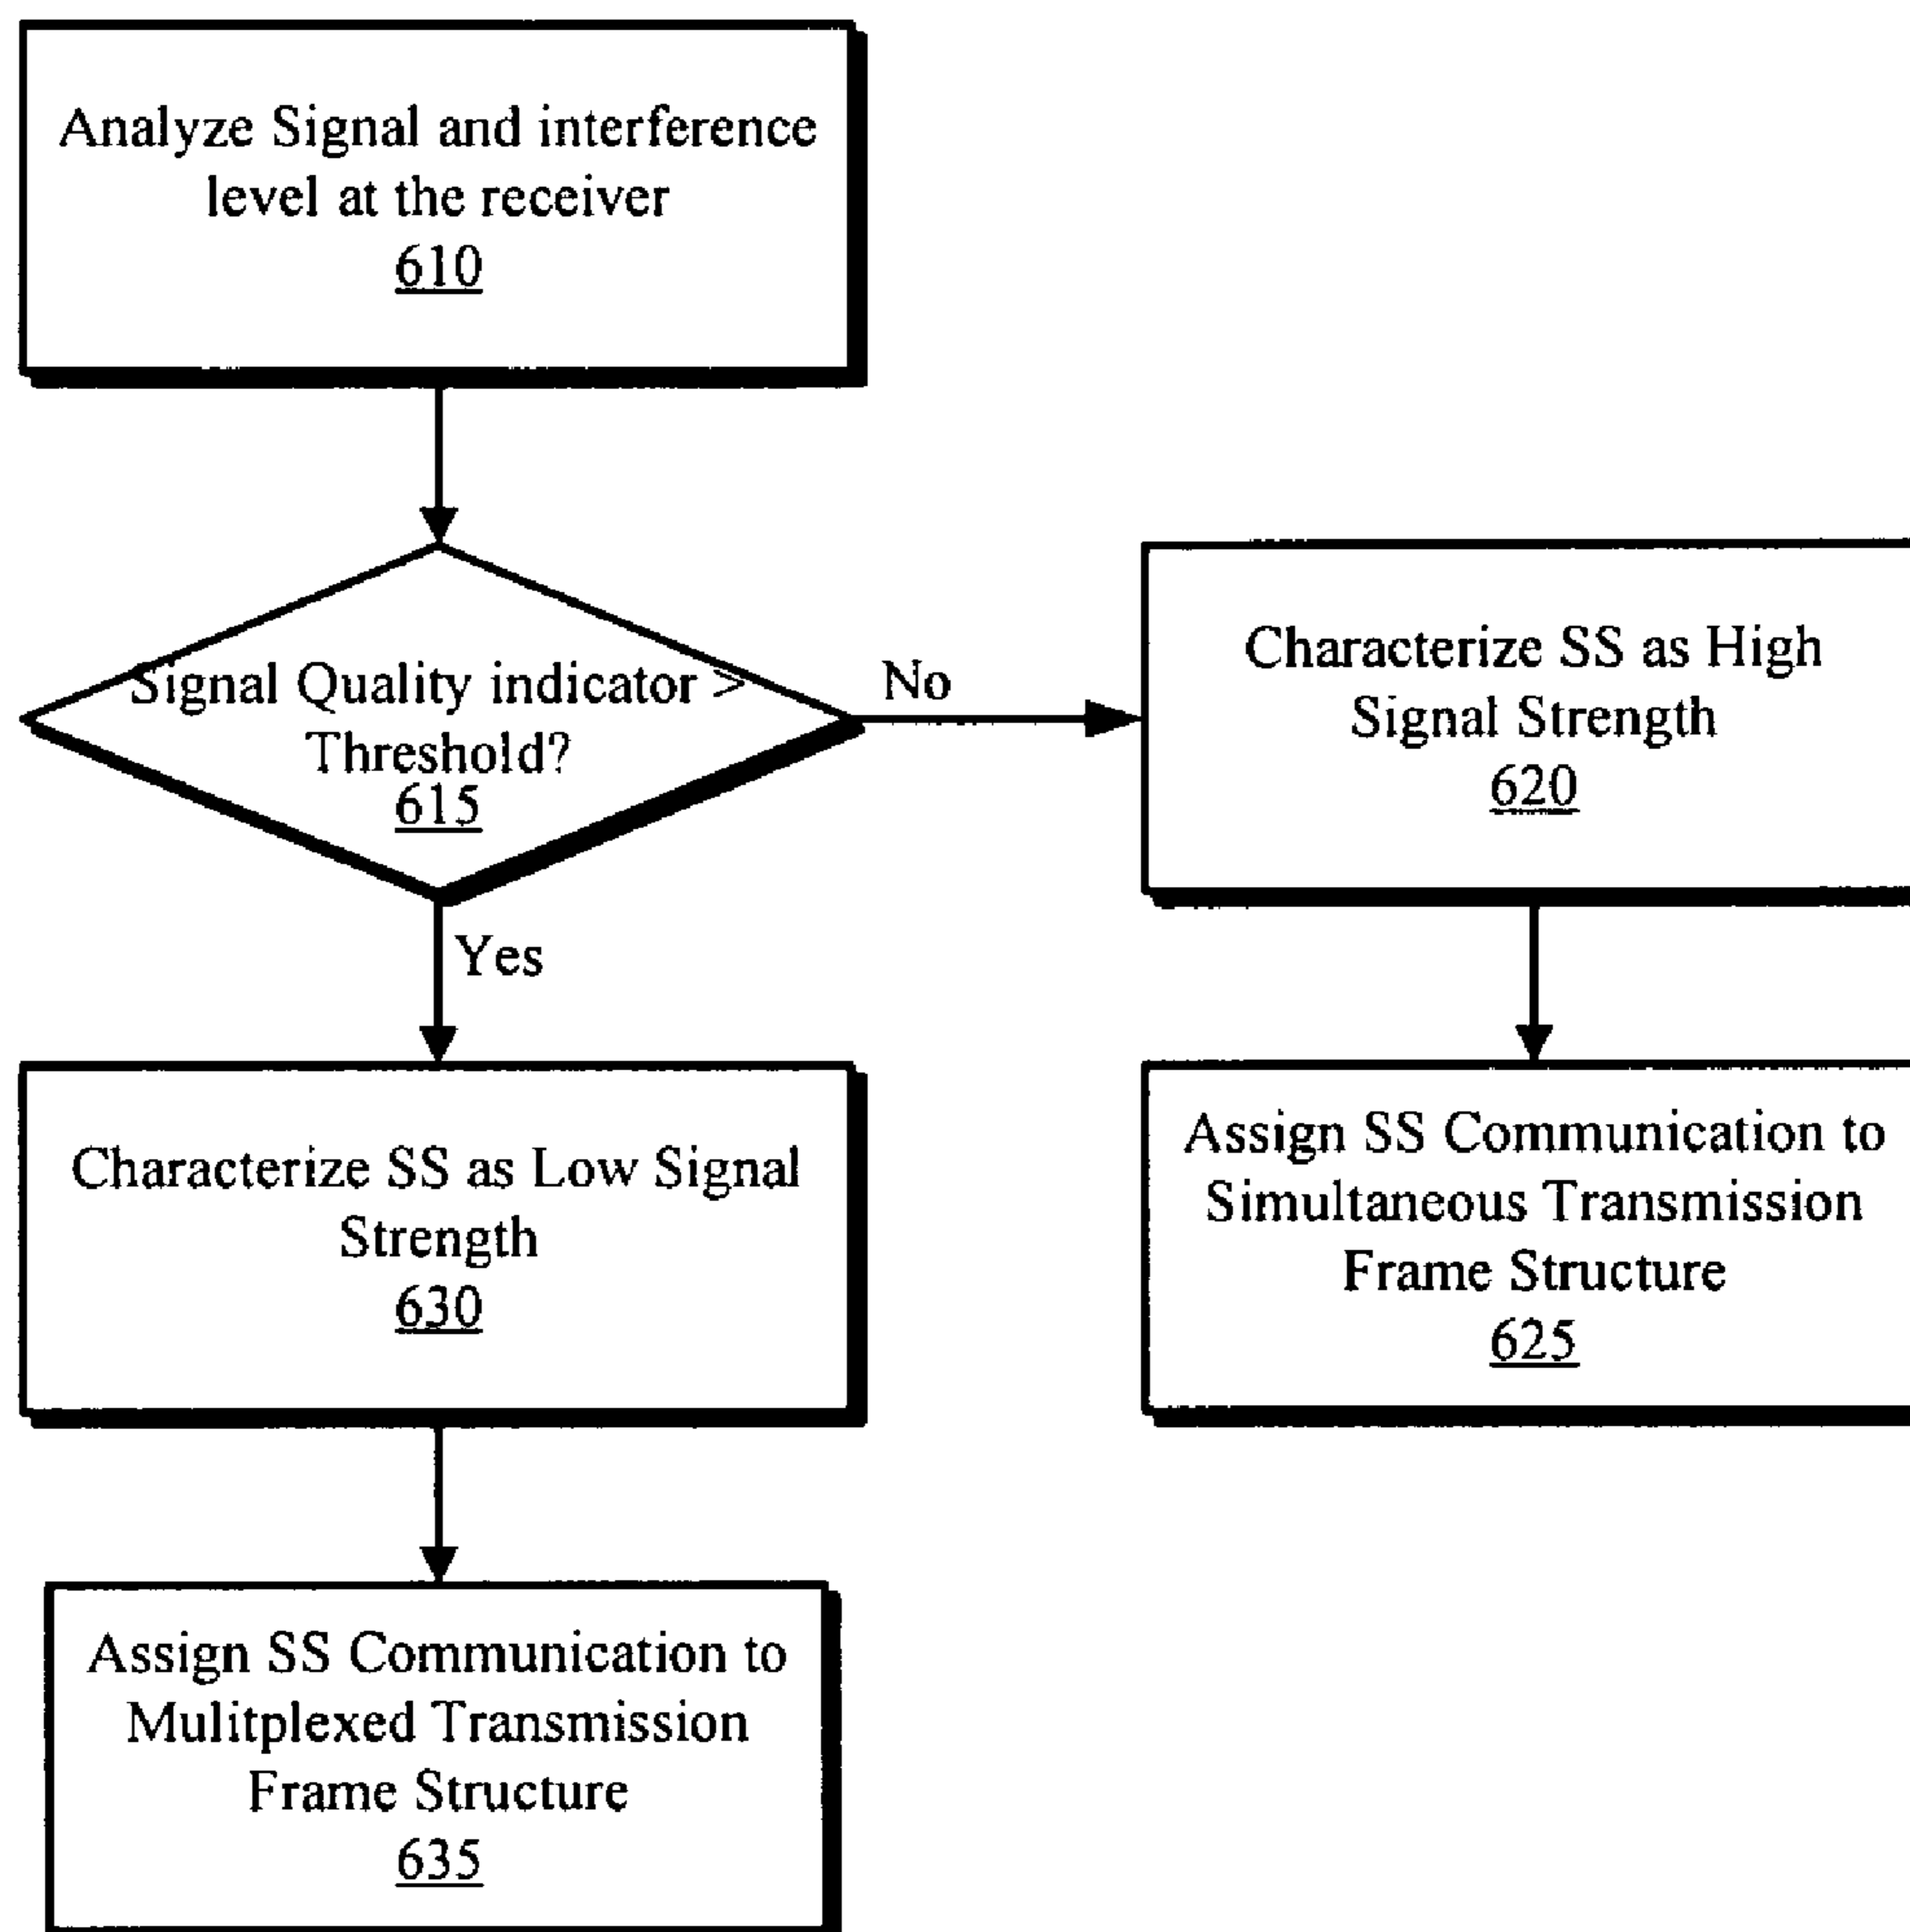 Analyze Signal and interference
level at the receiver
610
Signal Quality indicator >
Threshold?
615
No
Yes
Characterize SS as High
Signal Strength
620
Assign SS Communication to
Simultaneous Transmission
Frame Structure
625
Characterize SS as Low Signal
Strength
630
Assign SS Communication to
Mulitplexed Transmission
Frame Structure
635